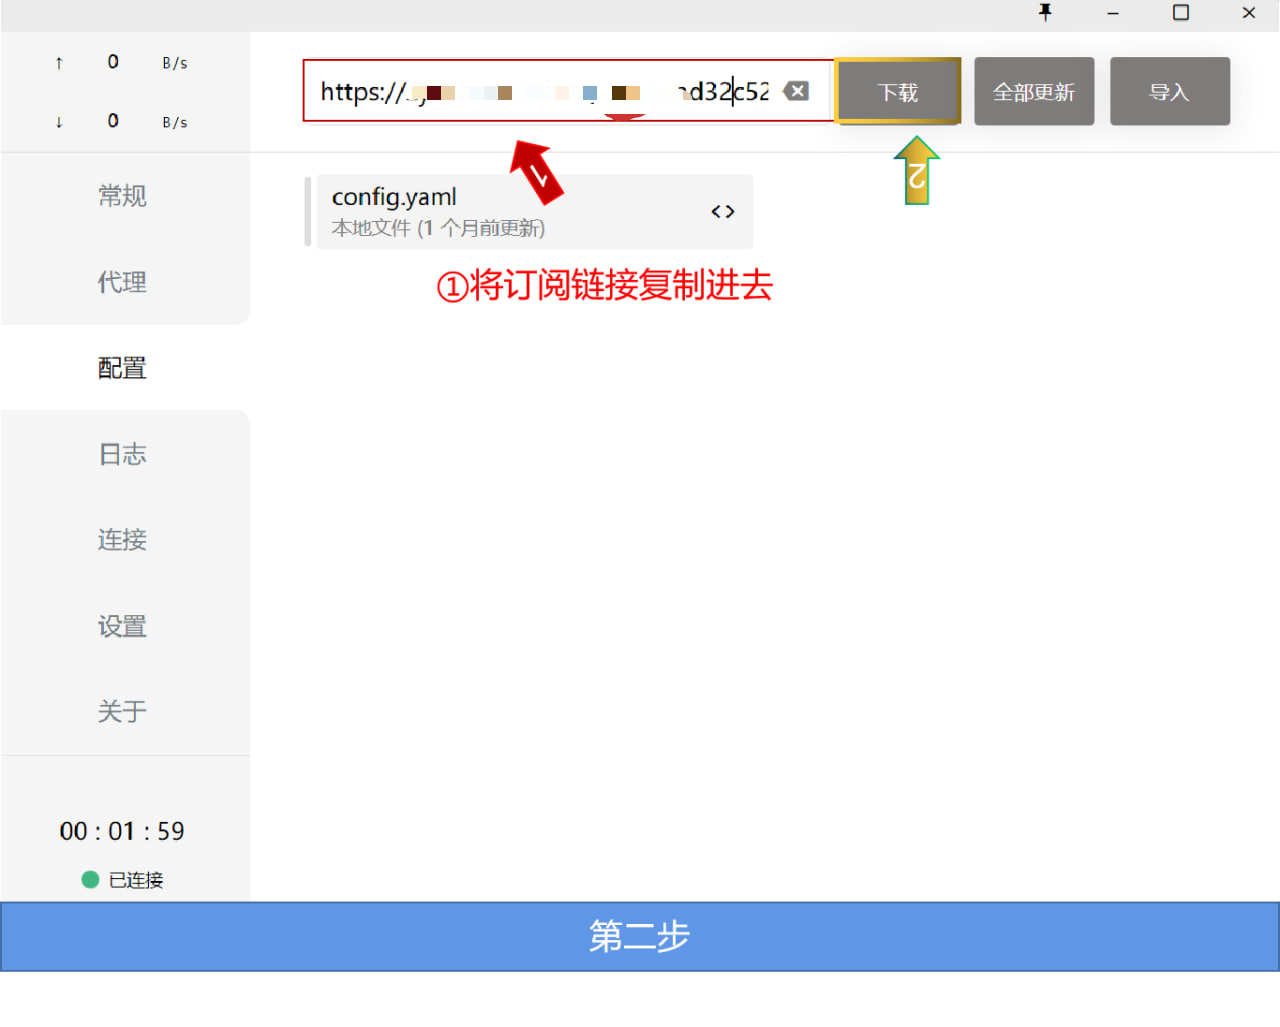 ↑ 0 B/s
↓ 0 B/s
https://
d32c52
下载
全部更新
导入
1
2
常规
代理
配置
日志
连接
设置
关于
config.yaml
本地文件 (1 个月前更新)
<>
①将订阅链接复制进去
00 : 01 : 59
已连接
第二步